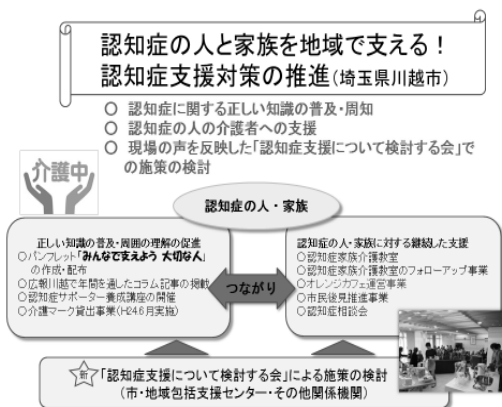 認知症の人と家族を地域で支える！
認知症支援対策の推進(埼玉県川越市)
○ 認知症に関する正しい知識の普及・周知
○ 認知症の人の介護者への支援
○ 現場の声を反映した「認知症支援について検討する会」で
の施策の検討
介護中
認知症の人・家族
正しい知識の普及・周囲の理解の促進
○パンフレット「みんなで支えよう 大切な人」
の作成・配布
○広報川越で年間を通したコラム記事の掲載
○認知症サポーター養成講座の開催
○介護マーク貸出事業(H24.6月実施)
つながり
認知症の人・家族に対する継続した支援
○認知症家族介護教室
○認知症家族介護教室のフォローアップ事業
○オレンジカフェ運営事業
○市民後見推進事業
○認知症相談会
新
「認知症支援について検討する会」による施策の検討
(市・地域包括支援センター・その他関係機関)